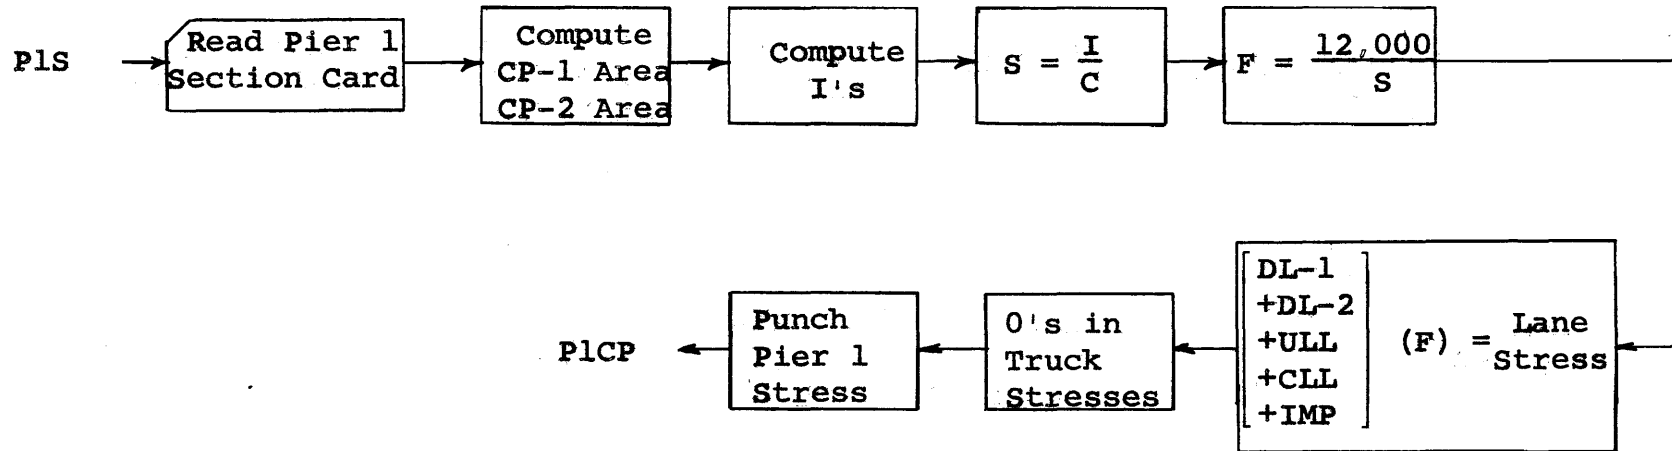 P1S
Read Pier 1
Section Card
Compute
CP-1 Area
CP-2 Area
Compute
I's
S = I/C
F = 12,000/S
DL-1
+DL-2
+ULL
+CLL
+IMP
(F) = Lane Stress
0's in
Truck
Stresses
Punch
Pier 1
Stress
P1CP